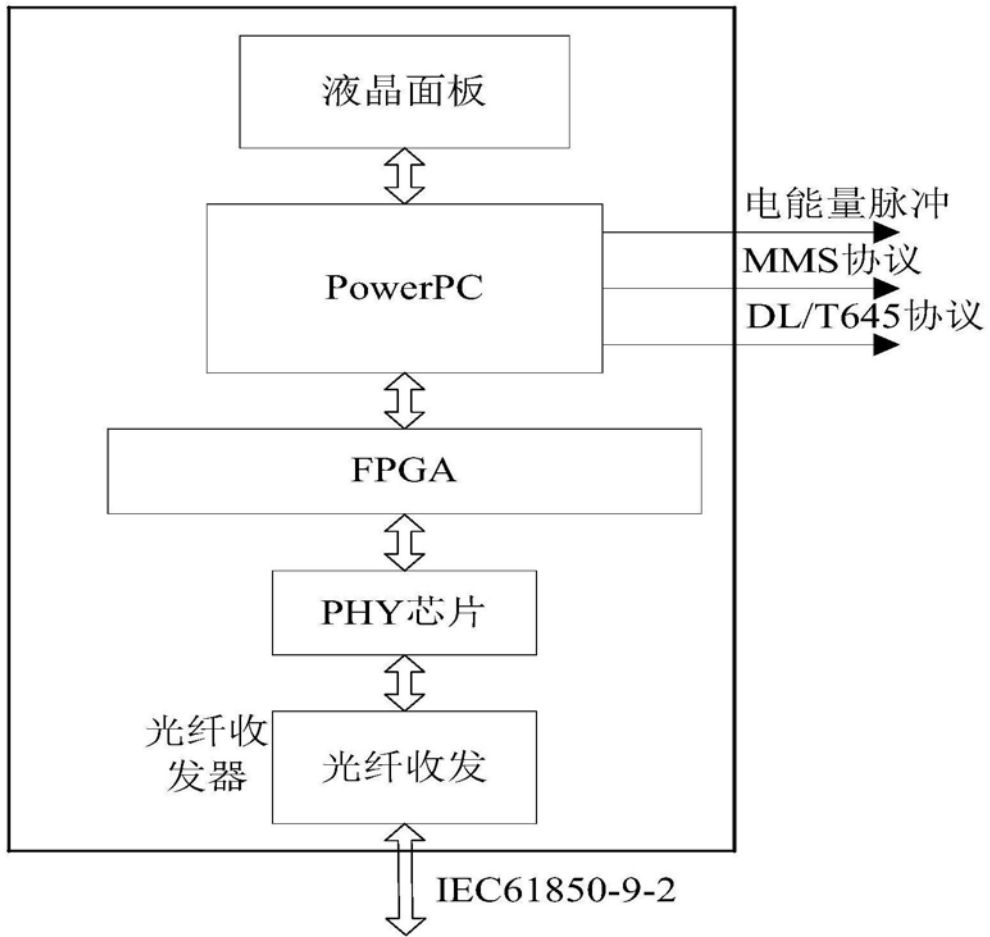 液晶面板
电能量脉冲
PowerPC
MMS协议
DL/T645协议
FPGA
PHY芯片
光纤收
发器
光纤收发
IEC61850-9-2